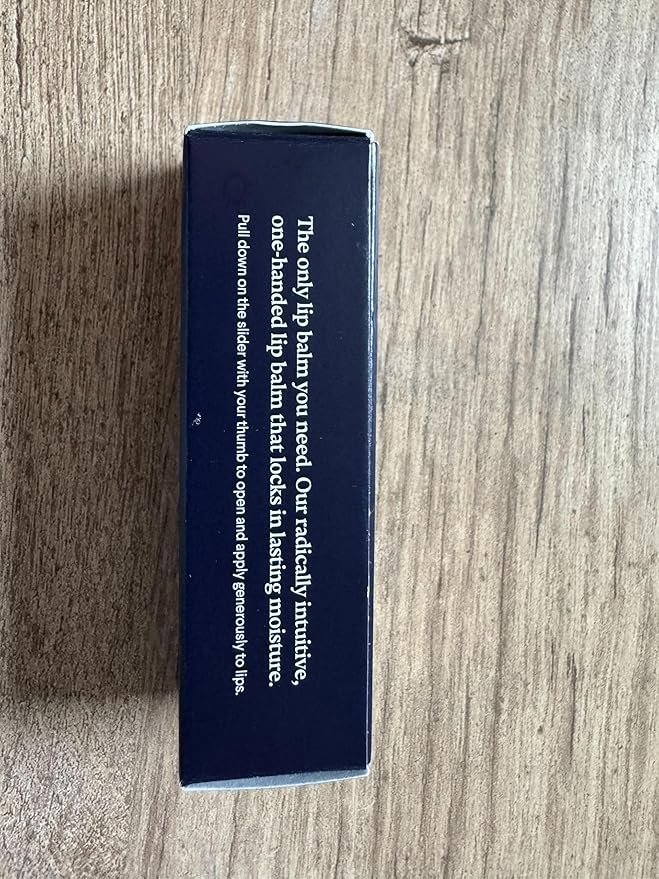 The only lip balm you need. Our radically intuitive,
one-handed lip balm that locks in lasting moisture.
Pull down on the slider with your thumb to open and apply generously to lips.